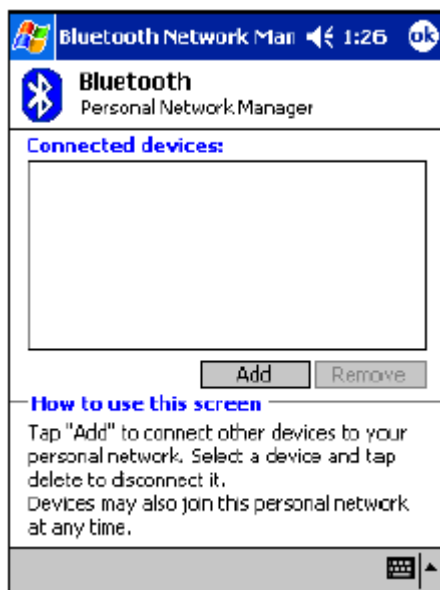 Bluetooth Network Man 1:26 ok
Bluetooth
Personal Network Manager
Connected devices:
Add Remove
How to use this screen
Tap "Add" to connect other devices to your
personal network. Select a device and tap
delete to disconnect it.
Devices may also join this personal network
at any time.